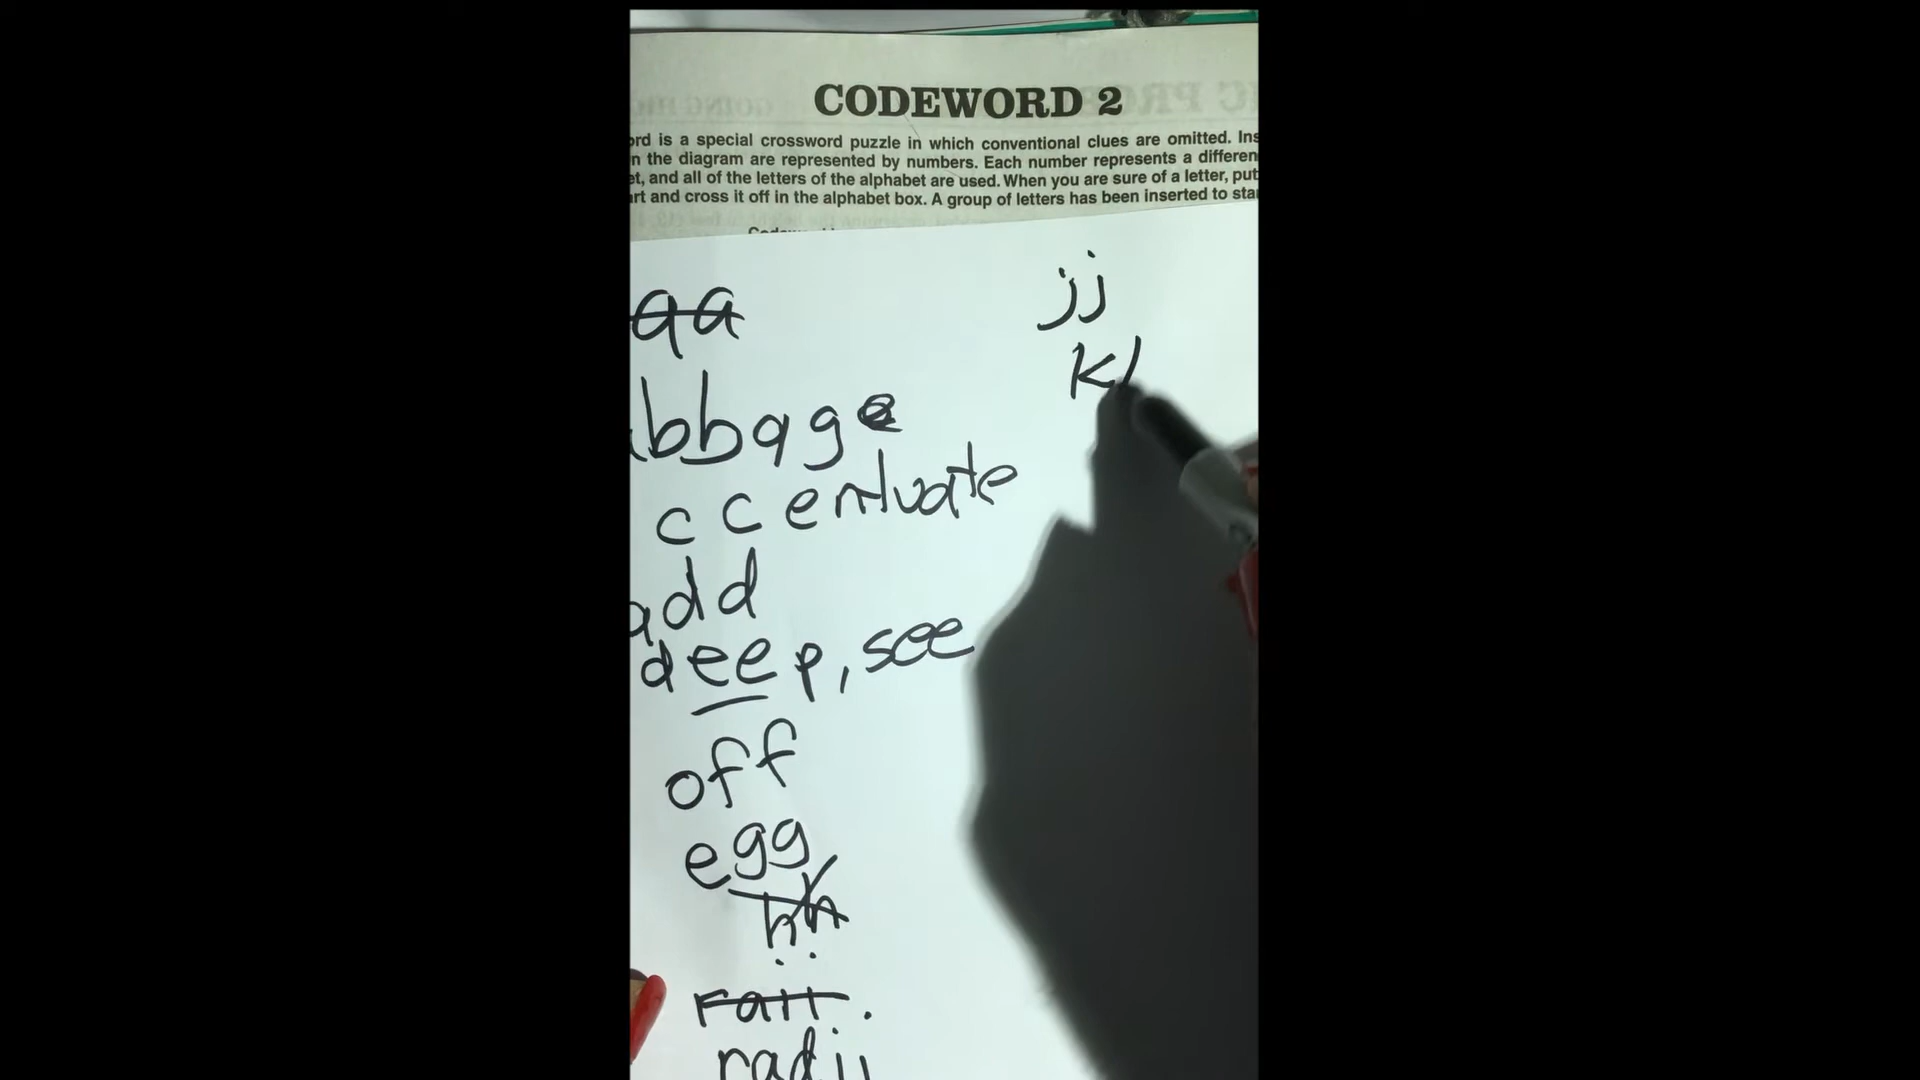 CODEWORD 2
ord is a special crossword puzzle in which conventional clues are omitted. Ins
n the diagram are represented by numbers. Each number represents a differen
et, and all of the letters of the alphabet are used. When you are sure of a letter, put
art and cross it off in the alphabet box. A group of letters has been inserted to sta
aa
bbage
ccentuate
add
deep, see
off
egg
hh
radii
jj
k